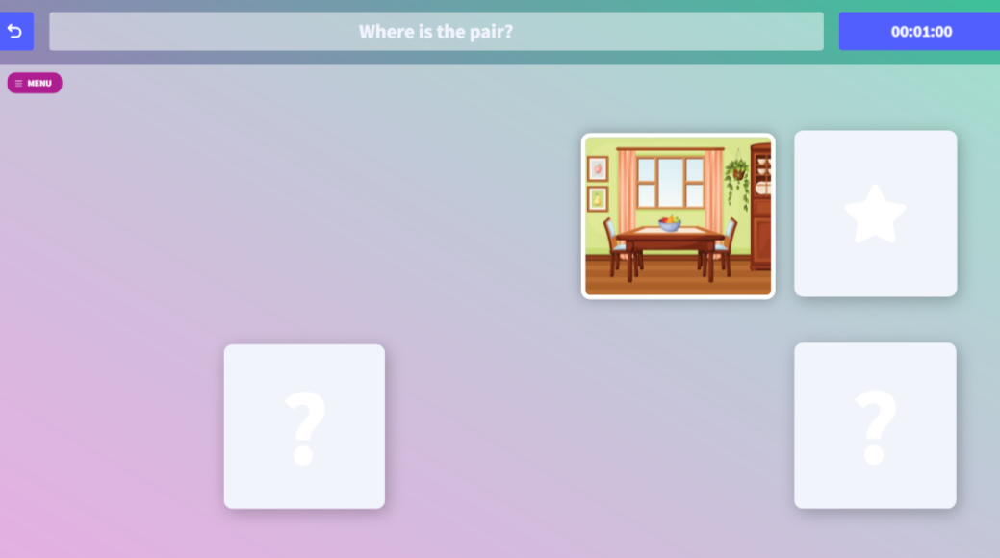 Where is the pair?
00:01:00
MENU
?
?